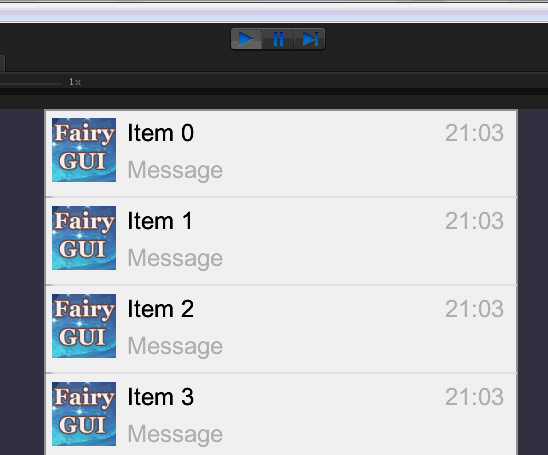 1x
Fairy
GUI
Item 0
21:03
Message
Fairy
GUI
Item 1
21:03
Message
Fairy
GUI
Item 2
21:03
Message
Fairy
GUI
Item 3
21:03
Message